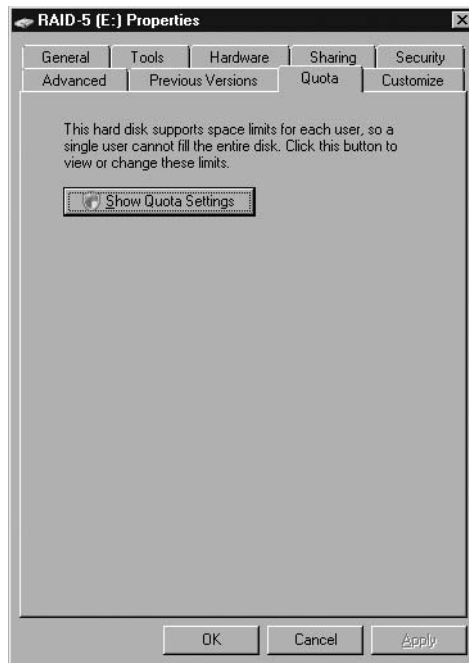 RAID-5 (E:) Properties
General Tools Hardware Sharing Security
Advanced Previous Versions Quota Customize
This hard disk supports space limits for each user, so a
single user cannot fill the entire disk. Click this button to
view or change these limits.
Show Quota Settings
OK Cancel Apply